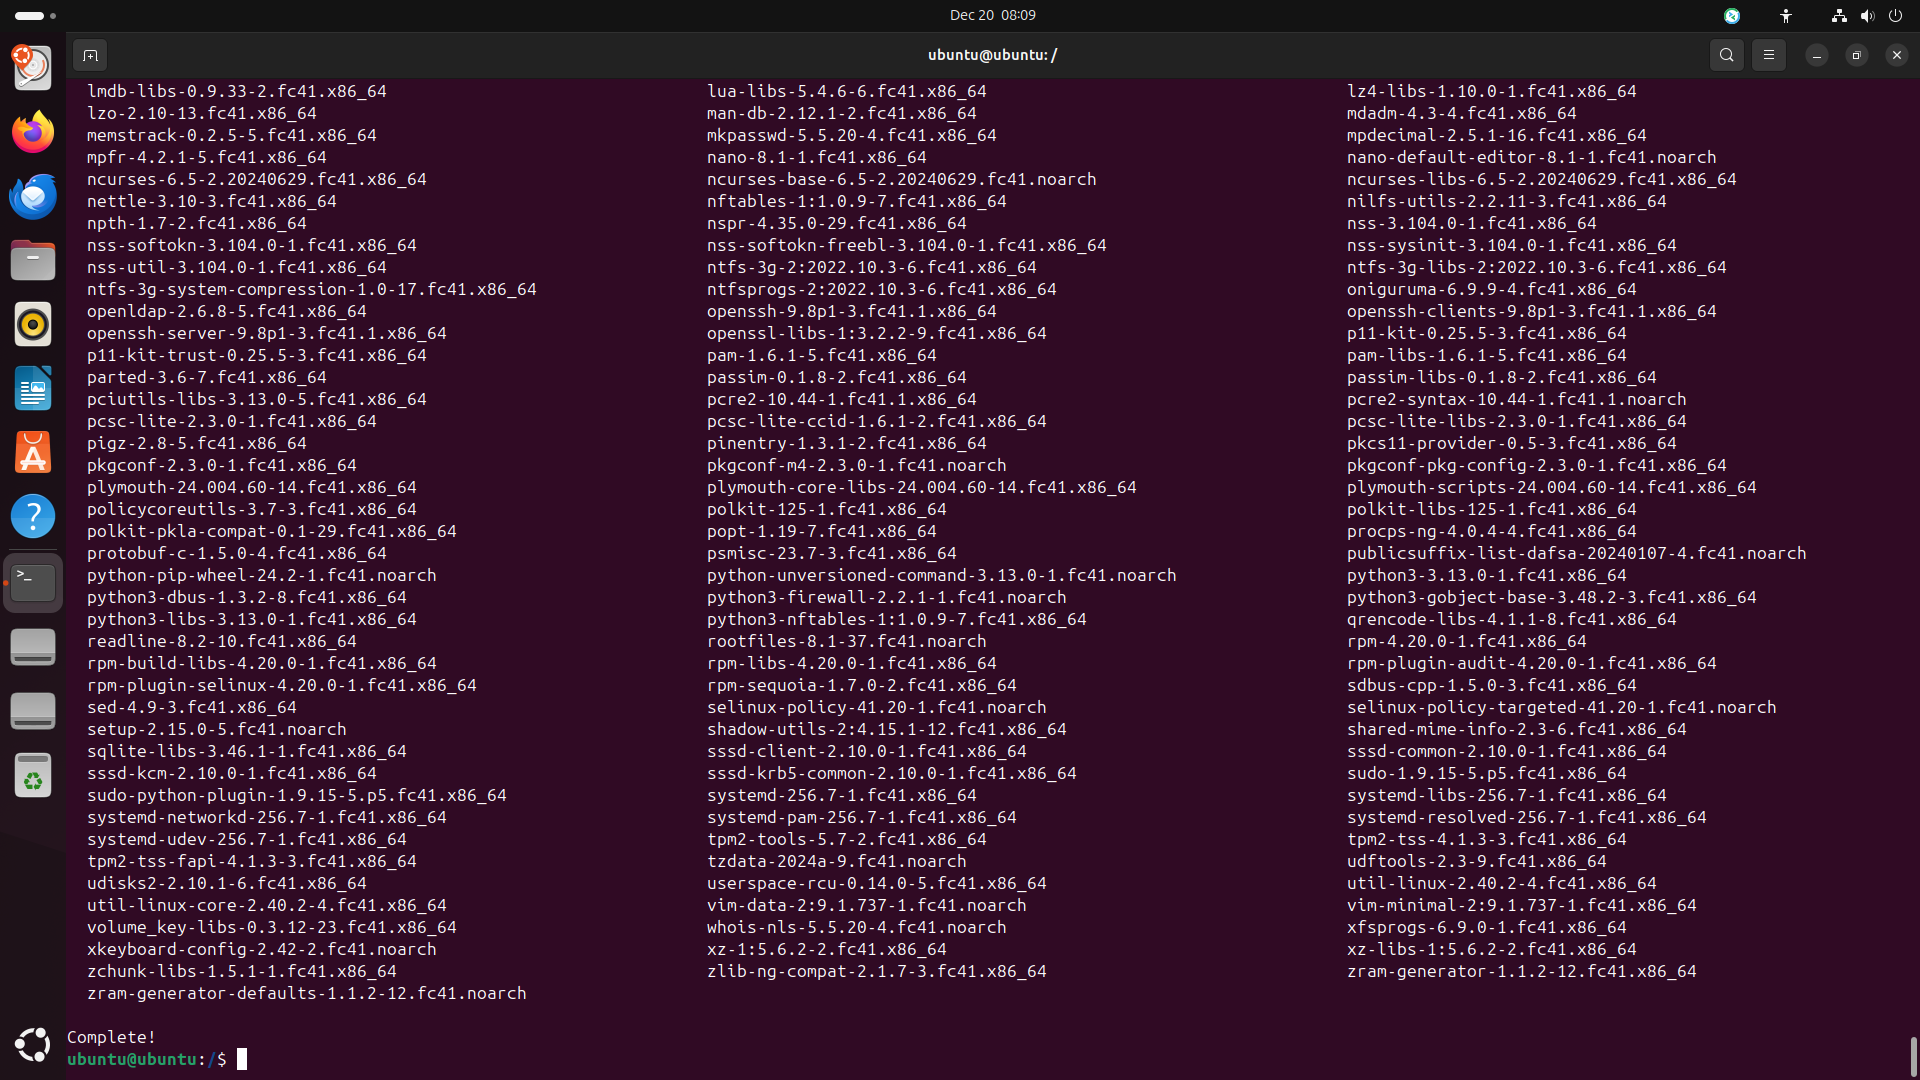 Dec 20 08:09
ubuntu@ubuntu: /
lmdb-libs-0.9.33-2.fc41.x86_64 lua-libs-5.4.6-6.fc41.x86_64 lz4-libs-1.10.0-1.fc41.x86_64
lzo-2.10-13.fc41.x86_64 man-db-2.12.1-2.fc41.x86_64 mdadm-4.3-4.fc41.x86_64
memstrack-0.2.5-5.fc41.x86_64 mkpasswd-5.5.20-4.fc41.x86_64 mpdecimal-2.5.1-16.fc41.x86_64
mpfr-4.2.1-5.fc41.x86_64 nano-8.1-1.fc41.x86_64 nano-default-editor-8.1-1.fc41.noarch
ncurses-6.5-2.20240629.fc41.x86_64 ncurses-base-6.5-2.20240629.fc41.noarch ncurses-libs-6.5-2.20240629.fc41.x86_64
nettle-3.10-3.fc41.x86_64 nftables-1:1.0.9-7.fc41.x86_64 nilfs-utils-2.2.11-3.fc41.x86_64
npth-1.7-2.fc41.x86_64 nspr-4.35.0-29.fc41.x86_64 nss-3.104.0-1.fc41.x86_64
nss-softokn-3.104.0-1.fc41.x86_64 nss-softokn-freebl-3.104.0-1.fc41.x86_64 nss-sysinit-3.104.0-1.fc41.x86_64
nss-util-3.104.0-1.fc41.x86_64 ntfs-3g-2:2022.10.3-6.fc41.x86_64 ntfs-3g-libs-2:2022.10.3-6.fc41.x86_64
ntfs-3g-system-compression-1.0-17.fc41.x86_64 ntfsprogs-2:2022.10.3-6.fc41.x86_64 oniguruma-6.9.9-4.fc41.x86_64
openldap-2.6.8-5.fc41.x86_64 openssh-9.8p1-3.fc41.1.x86_64 openssh-clients-9.8p1-3.fc41.1.x86_64
openssh-server-9.8p1-3.fc41.1.x86_64 openssl-libs-1:3.2.2-9.fc41.x86_64 p11-kit-0.25.5-3.fc41.x86_64
p11-kit-trust-0.25.5-3.fc41.x86_64 pam-1.6.1-5.fc41.x86_64 pam-libs-1.6.1-5.fc41.x86_64
parted-3.6-7.fc41.x86_64 passim-0.1.8-2.fc41.x86_64 passim-libs-0.1.8-2.fc41.x86_64
pciutils-libs-3.13.0-5.fc41.x86_64 pcre2-10.44-1.fc41.1.x86_64 pcre2-syntax-10.44-1.fc41.1.noarch
pcsc-lite-2.3.0-1.fc41.x86_64 pcsc-lite-ccid-1.6.1-2.fc41.x86_64 pcsc-lite-libs-2.3.0-1.fc41.x86_64
pigz-2.8-5.fc41.x86_64 pinentry-1.3.1-2.fc41.x86_64 pkcs11-provider-0.5-3.fc41.x86_64
pkgconf-2.3.0-1.fc41.x86_64 pkgconf-m4-2.3.0-1.fc41.noarch pkgconf-pkg-config-2.3.0-1.fc41.x86_64
plymouth-24.004.60-14.fc41.x86_64 plymouth-core-libs-24.004.60-14.fc41.x86_64 plymouth-scripts-24.004.60-14.fc41.x86_64
policycoreutils-3.7-3.fc41.x86_64 polkit-125-1.fc41.x86_64 polkit-libs-125-1.fc41.x86_64
polkit-pkla-compat-0.1-29.fc41.x86_64 popt-1.19-7.fc41.x86_64 procps-ng-4.0.4-4.fc41.x86_64
protobuf-c-1.5.0-4.fc41.x86_64 psmisc-23.7-3.fc41.x86_64 publicsuffix-list-dafsa-20240107-4.fc41.noarch
python-pip-wheel-24.2-1.fc41.noarch python-unversioned-command-3.13.0-1.fc41.noarch python3-3.13.0-1.fc41.x86_64
python3-dbus-1.3.2-8.fc41.x86_64 python3-firewall-2.2.1-1.fc41.noarch python3-gobject-base-3.48.2-3.fc41.x86_64
python3-libs-3.13.0-1.fc41.x86_64 python3-nftables-1:1.0.9-7.fc41.x86_64 qrencode-libs-4.1.1-8.fc41.x86_64
readline-8.2-10.fc41.x86_64 rootfiles-8.1-37.fc41.noarch rpm-4.20.0-1.fc41.x86_64
rpm-build-libs-4.20.0-1.fc41.x86_64 rpm-libs-4.20.0-1.fc41.x86_64 rpm-plugin-audit-4.20.0-1.fc41.x86_64
rpm-plugin-selinux-4.20.0-1.fc41.x86_64 rpm-sequoia-1.7.0-2.fc41.x86_64 sdbus-cpp-1.5.0-3.fc41.x86_64
sed-4.9-3.fc41.x86_64 selinux-policy-41.20-1.fc41.noarch selinux-policy-targeted-41.20-1.fc41.noarch
setup-2.15.0-5.fc41.noarch shadow-utils-2:4.15.1-12.fc41.x86_64 shared-mime-info-2.3-6.fc41.x86_64
sqlite-libs-3.46.1-1.fc41.x86_64 sssd-client-2.10.0-1.fc41.x86_64 sssd-common-2.10.0-1.fc41.x86_64
sssd-kcm-2.10.0-1.fc41.x86_64 sssd-krb5-common-2.10.0-1.fc41.x86_64 sudo-1.9.15-5.p5.fc41.x86_64
sudo-python-plugin-1.9.15-5.p5.fc41.x86_64 systemd-256.7-1.fc41.x86_64 systemd-libs-256.7-1.fc41.x86_64
systemd-networkd-256.7-1.fc41.x86_64 systemd-pam-256.7-1.fc41.x86_64 systemd-resolved-256.7-1.fc41.x86_64
systemd-udev-256.7-1.fc41.x86_64 tpm2-tools-5.7-2.fc41.x86_64 tpm2-tss-4.1.3-3.fc41.x86_64
tpm2-tss-fapi-4.1.3-3.fc41.x86_64 tzdata-2024a-9.fc41.noarch udftools-2.3-9.fc41.x86_64
udisks2-2.10.1-6.fc41.x86_64 userspace-rcu-0.14.0-5.fc41.x86_64 util-linux-2.40.2-4.fc41.x86_64
util-linux-core-2.40.2-4.fc41.x86_64 vim-data-2:9.1.737-1.fc41.noarch vim-minimal-2:9.1.737-1.fc41.x86_64
volume_key-libs-0.3.12-23.fc41.x86_64 whois-nls-5.5.20-4.fc41.noarch xfsprogs-6.9.0-1.fc41.x86_64
xkeyboard-config-2.42-2.fc41.noarch xz-1:5.6.2-2.fc41.x86_64 xz-libs-1:5.6.2-2.fc41.x86_64
zchunk-libs-1.5.1-1.fc41.x86_64 zlib-ng-compat-2.1.7-3.fc41.x86_64 zram-generator-1.1.2-12.fc41.x86_64
zram-generator-defaults-1.1.2-12.fc41.noarch
Complete!
ubuntu@ubuntu:/$